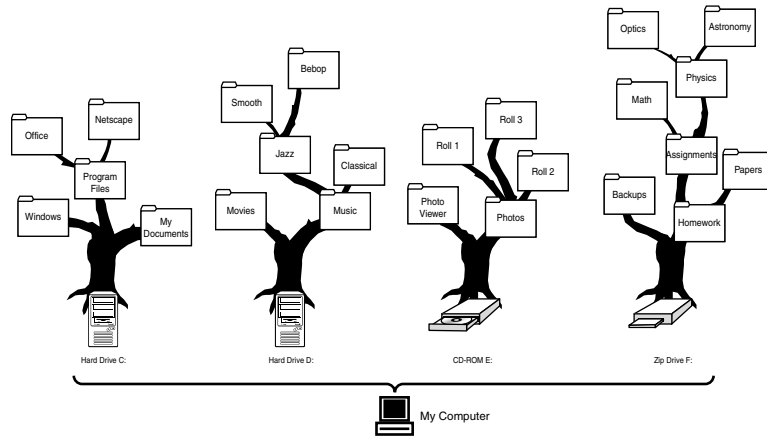 Office
Netscape
Program
Files
Windows
My
Documents
Hard Drive C:
Bebop
Smooth
Jazz
Classical
Movies
Music
Hard Drive D:
Roll 3
Roll 1
Roll 2
Photo
Viewer
Photos
CD-ROM E:
Optics
Astronomy
Physics
Math
Assignments
Papers
Backups
Homework
Zip Drive F:
My Computer